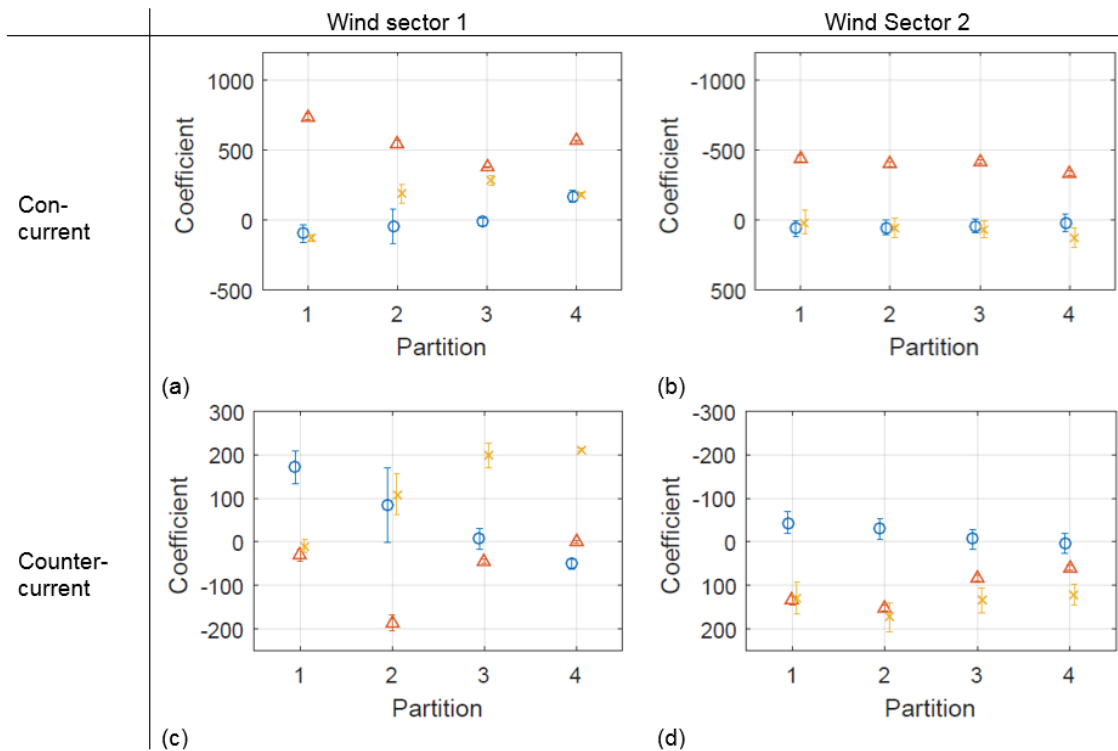 Wind sector 1
Wind Sector 2
Con-
current
1000
500
0
-500
Coefficient
1
2
3
4
Partition
(a)
-1000
-500
0
500
Coefficient
1
2
3
4
Partition
(b)
Counter-
current
300
200
100
0
-100
-200
Coefficient
1
2
3
4
Partition
(c)
-300
-200
-100
0
100
200
Coefficient
1
2
3
4
Partition
(d)